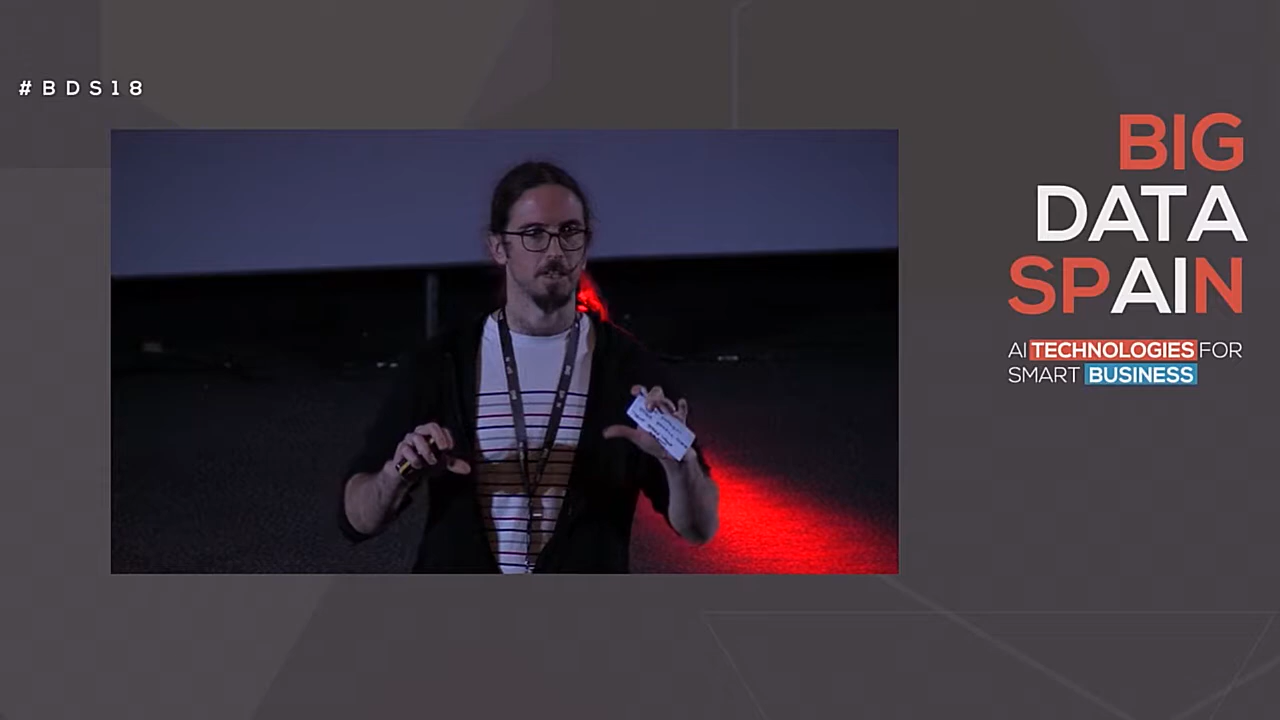 #BDS18
BIG
DATA
SPAIN
AI TECHNOLOGIES FOR
SMART BUSINESS